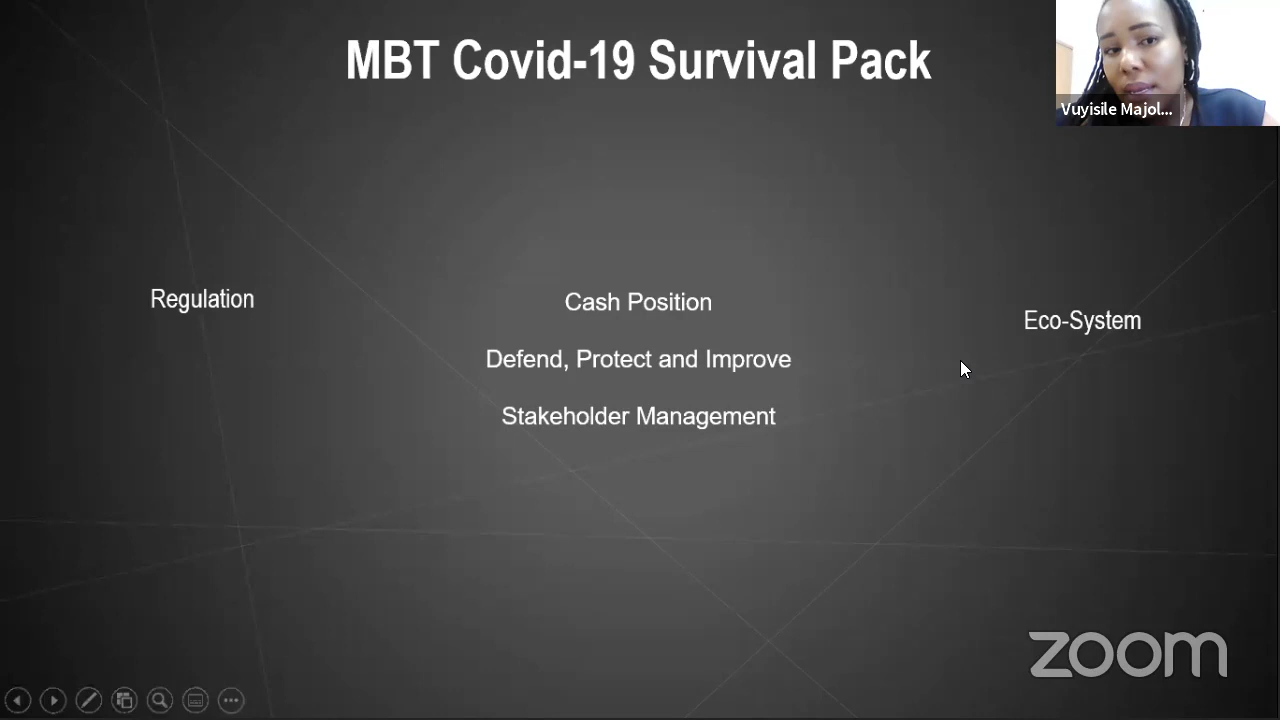 MBT Covid-19 Survival Pack
Vuyisile Majol...
Regulation
Cash Position
Eco-System
Defend, Protect and Improve
Stakeholder Management
zoom